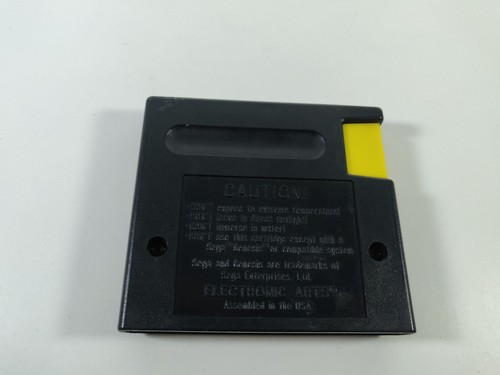 CAUTION!
-DON'T expose to extreme temperatures!
-DON'T leave in direct sunlight!
-DON'T immerse in water!
-DON'T use this cartridge except with a
Sega Genesis™ or compatible system.
Sega and Genesis are trademarks of
Sega Enterprises, Ltd.
ELECTRONIC ARTS®
Assembled in the USA